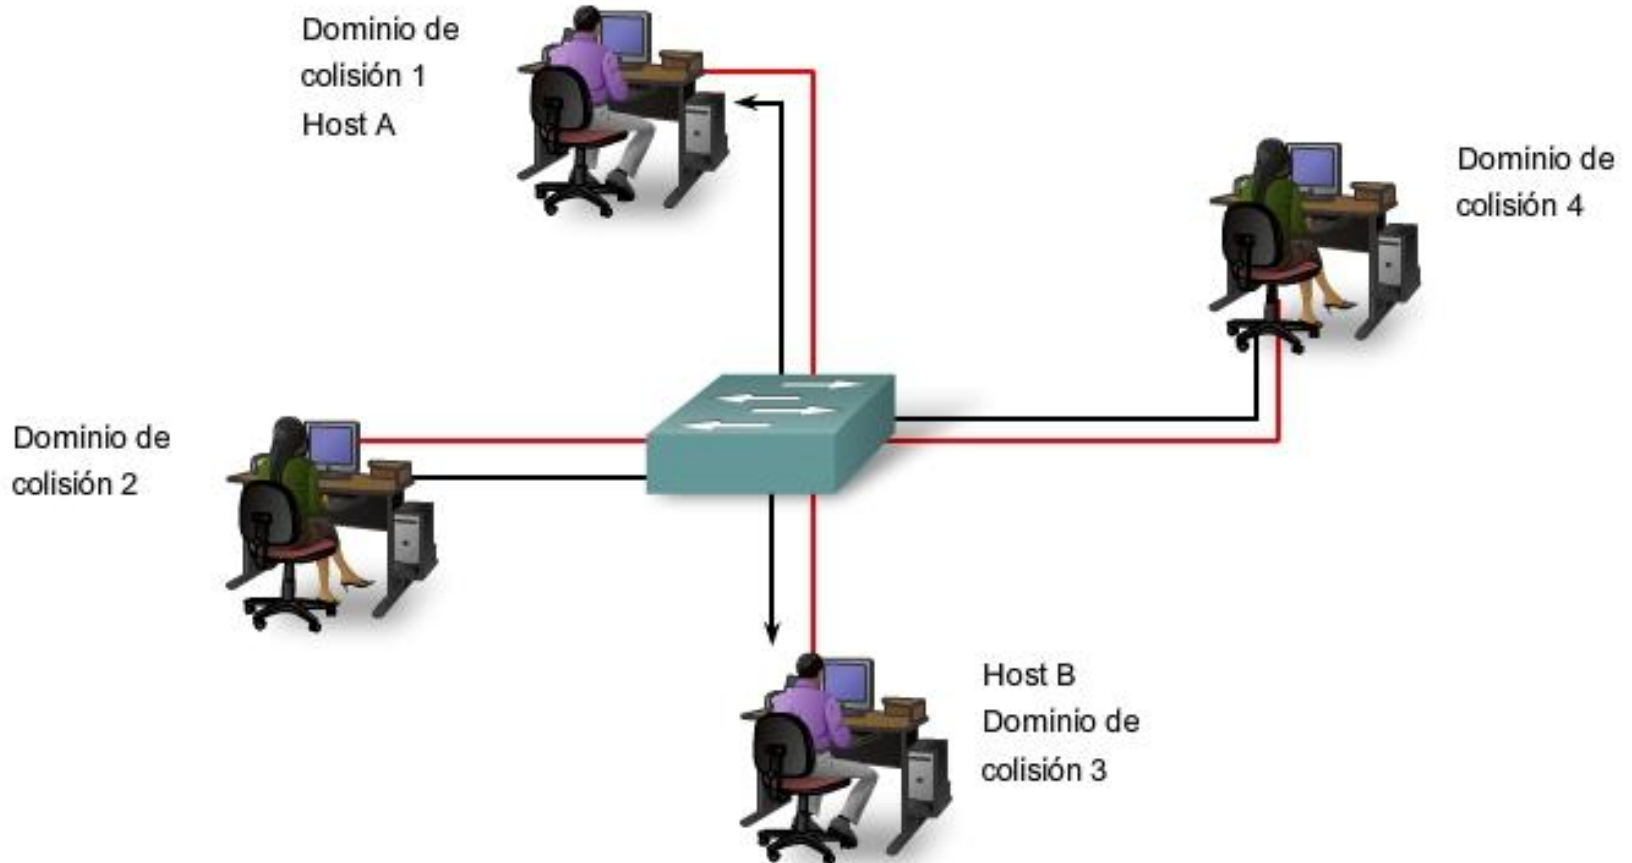 Dominio de
colisión 1
Host A
Dominio de
colisión 4
Dominio de
colisión 2
Host B
Dominio de
colisión 3